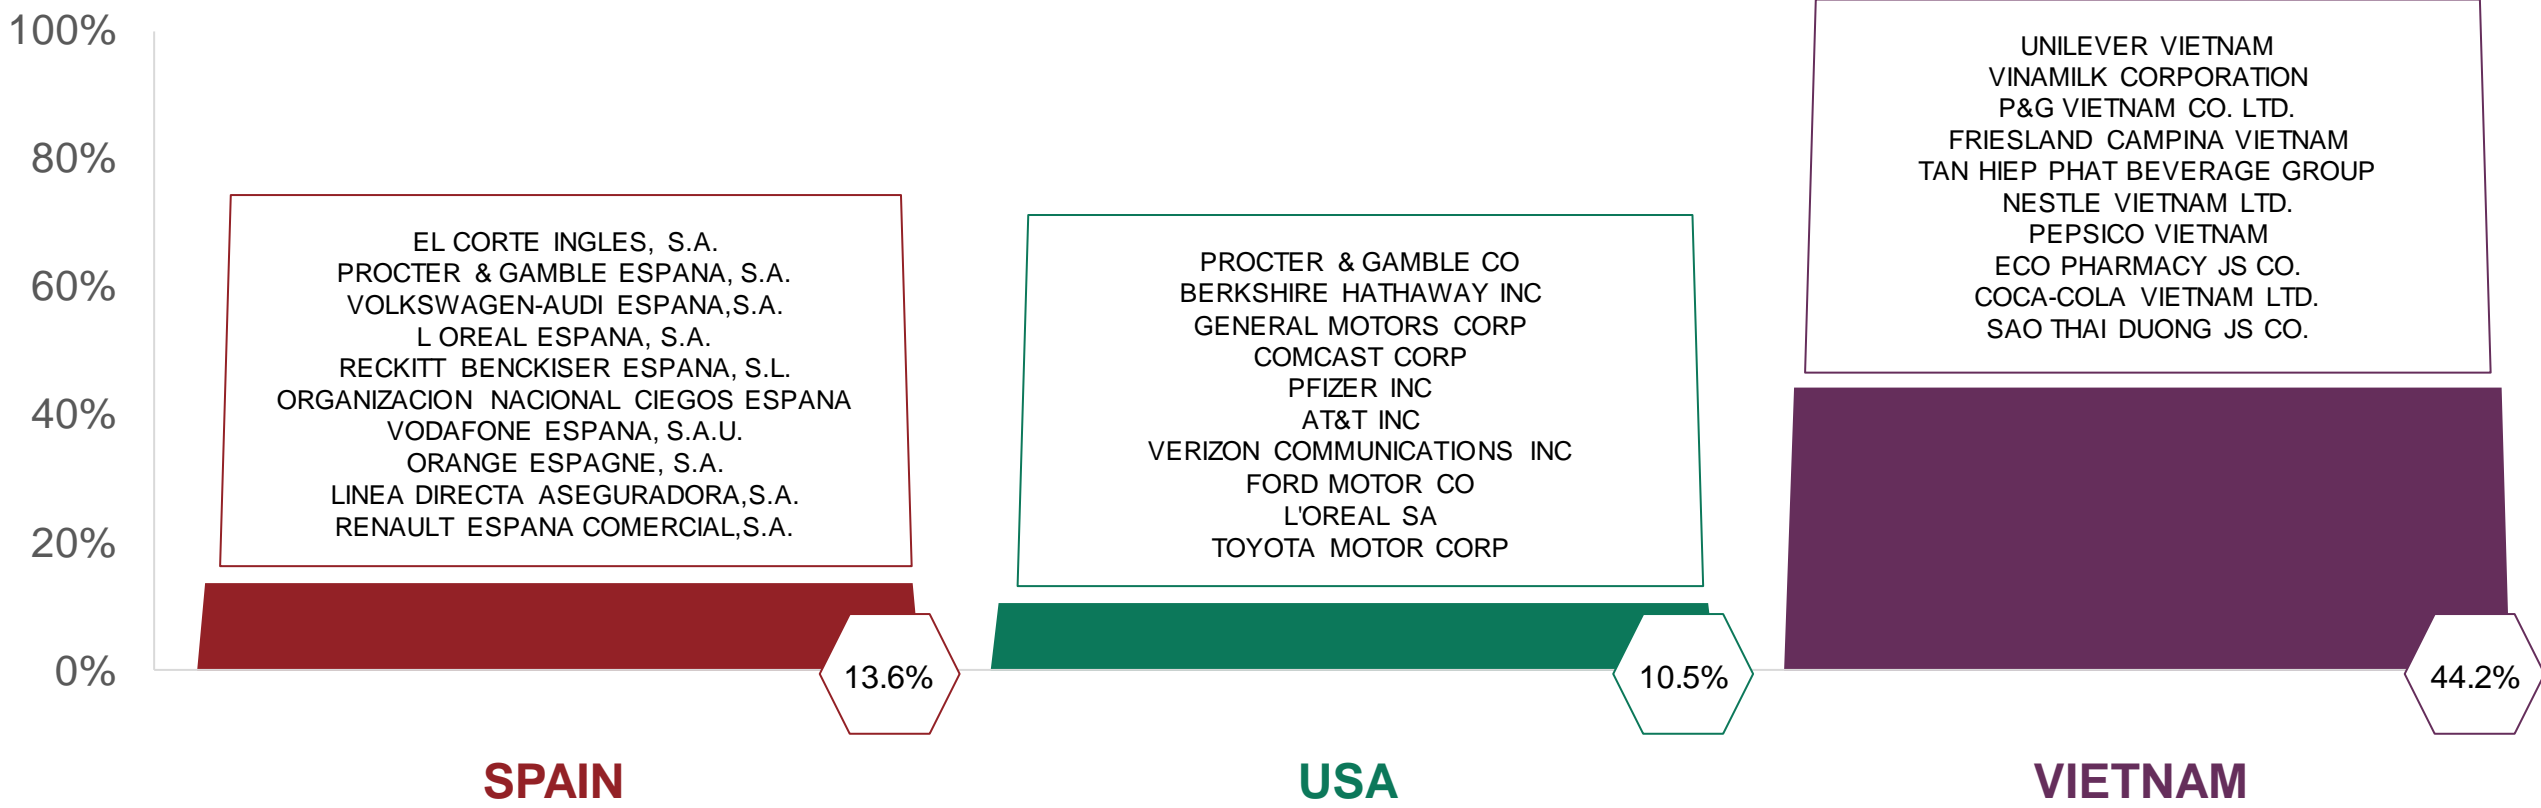 100%
80%
60%
40%
20%
0%
EL CORTE INGLES, S.A.
PROCTER & GAMBLE ESPANA, S.A.
VOLKSWAGEN-AUDI ESPANA,S.A.
L OREAL ESPANA, S.A.
RECKITT BENCKISER ESPANA, S.L.
ORGANIZACION NACIONAL CIEGOS ESPANA
VODAFONE ESPANA, S.A.U.
ORANGE ESPAGNE, S.A.
LINEA DIRECTA ASEGURADORA,S.A.
RENAULT ESPANA COMERCIAL,S.A.
13.6%
SPAIN
PROCTER & GAMBLE CO
BERKSHIRE HATHAWAY INC
GENERAL MOTORS CORP
COMCAST CORP
PFIZER INC
AT&T INC
VERIZON COMMUNICATIONS INC
FORD MOTOR CO
L'OREAL SA
TOYOTA MOTOR CORP
10.5%
USA
UNILEVER VIETNAM
VINAMILK CORPORATION
P&G VIETNAM CO. LTD.
FRIESLAND CAMPINA VIETNAM
TAN HIEP PHAT BEVERAGE GROUP
NESTLE VIETNAM LTD.
PEPSICO VIETNAM
ECO PHARMACY JS CO.
COCA-COLA VIETNAM LTD.
SAO THAI DUONG JS CO.
44.2%
VIETNAM